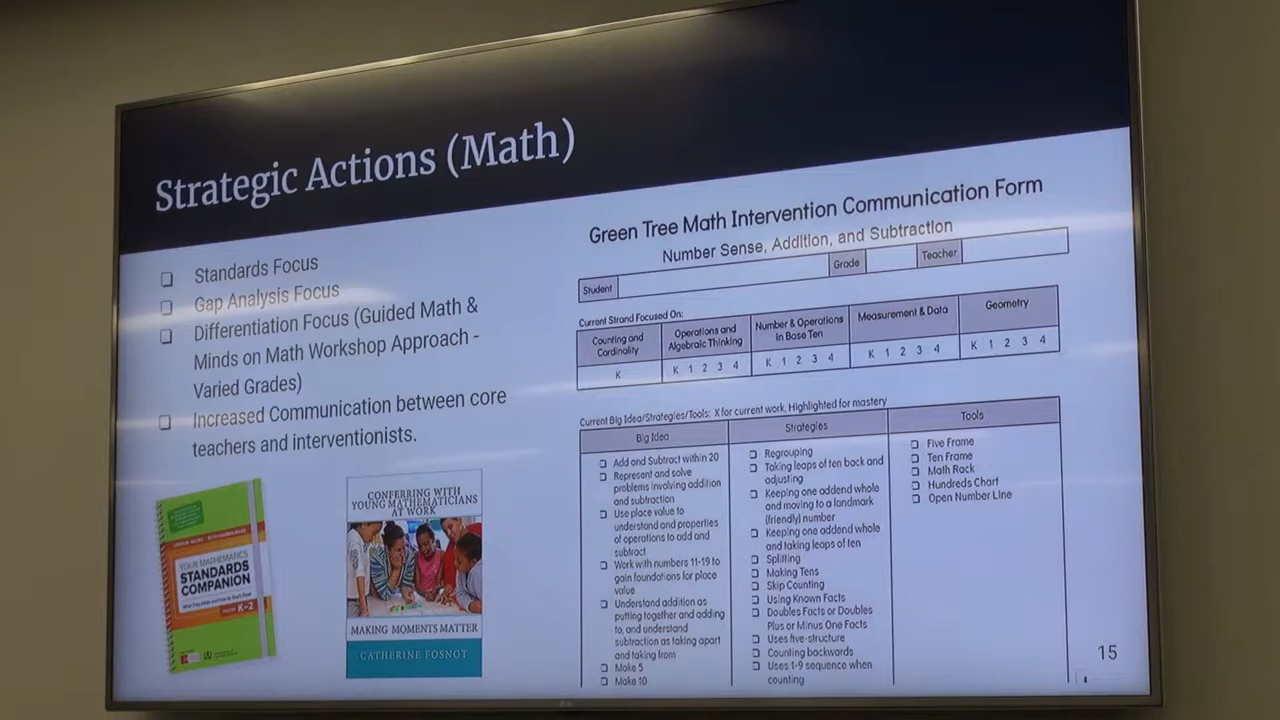 Strategic Actions (Math)
❏ Standards Focus
❏ Gap Analysis Focus
❏ Differentiation Focus (Guided Math &
Minds on Math Workshop Approach -
Varied Grades)
❏ Increased Communication between core
teachers and interventionists.
YOUR MATHEMATICS
STANDARDS
COMPANION
K-2
CONFERRING WITH
YOUNG MATHEMATICIANS
AT WORK
MAKING MOMENTS MATTER
CATHERINE FOSNOT
Green Tree Math Intervention Communication Form
Number Sense, Addition, and Subtraction
Student Grade Teacher
Current Strand Focused On:
Counting and
Cardinality
Operations and
Algebraic Thinking
Number & Operations
in Base Ten
Measurement & Data
Geometry
K
K 1 2 3 4
K 1 2 3 4
K 1 2 3 4
K 1 2 3 4
Current Big Idea/Strategies/Tools: X for current work, Highlighted for mastery
Big Idea
❏ Add and Subtract within 20
❏ Represent and solve
problems involving addition
and subtraction
❏ Use place value to
understand and properties
of operations to add and
subtract
❏ Work with numbers 11-19 to
gain foundations for place
value
❏ Understand addition as
putting together and adding
to, and understand
subtraction as taking apart
and taking from
❏ Make 5
❏ Make 10
Strategies
❏ Regrouping
❏ Taking leaps of ten back and
adjusting
❏ Keeping one addend whole
and moving to a landmark
(friendly) number
❏ Keeping one addend whole
and taking leaps of ten
❏ Splitting
❏ Making Tens
❏ Skip Counting
❏ Using Known Facts
❏ Doubles Facts or Doubles
Plus or Minus One Facts
❏ Uses five-structure
❏ Counting backwards
❏ Uses 1-9 sequence when
counting
Tools
❏ Five Frame
❏ Ten Frame
❏ Math Rack
❏ Hundreds Chart
❏ Open Number Line
15